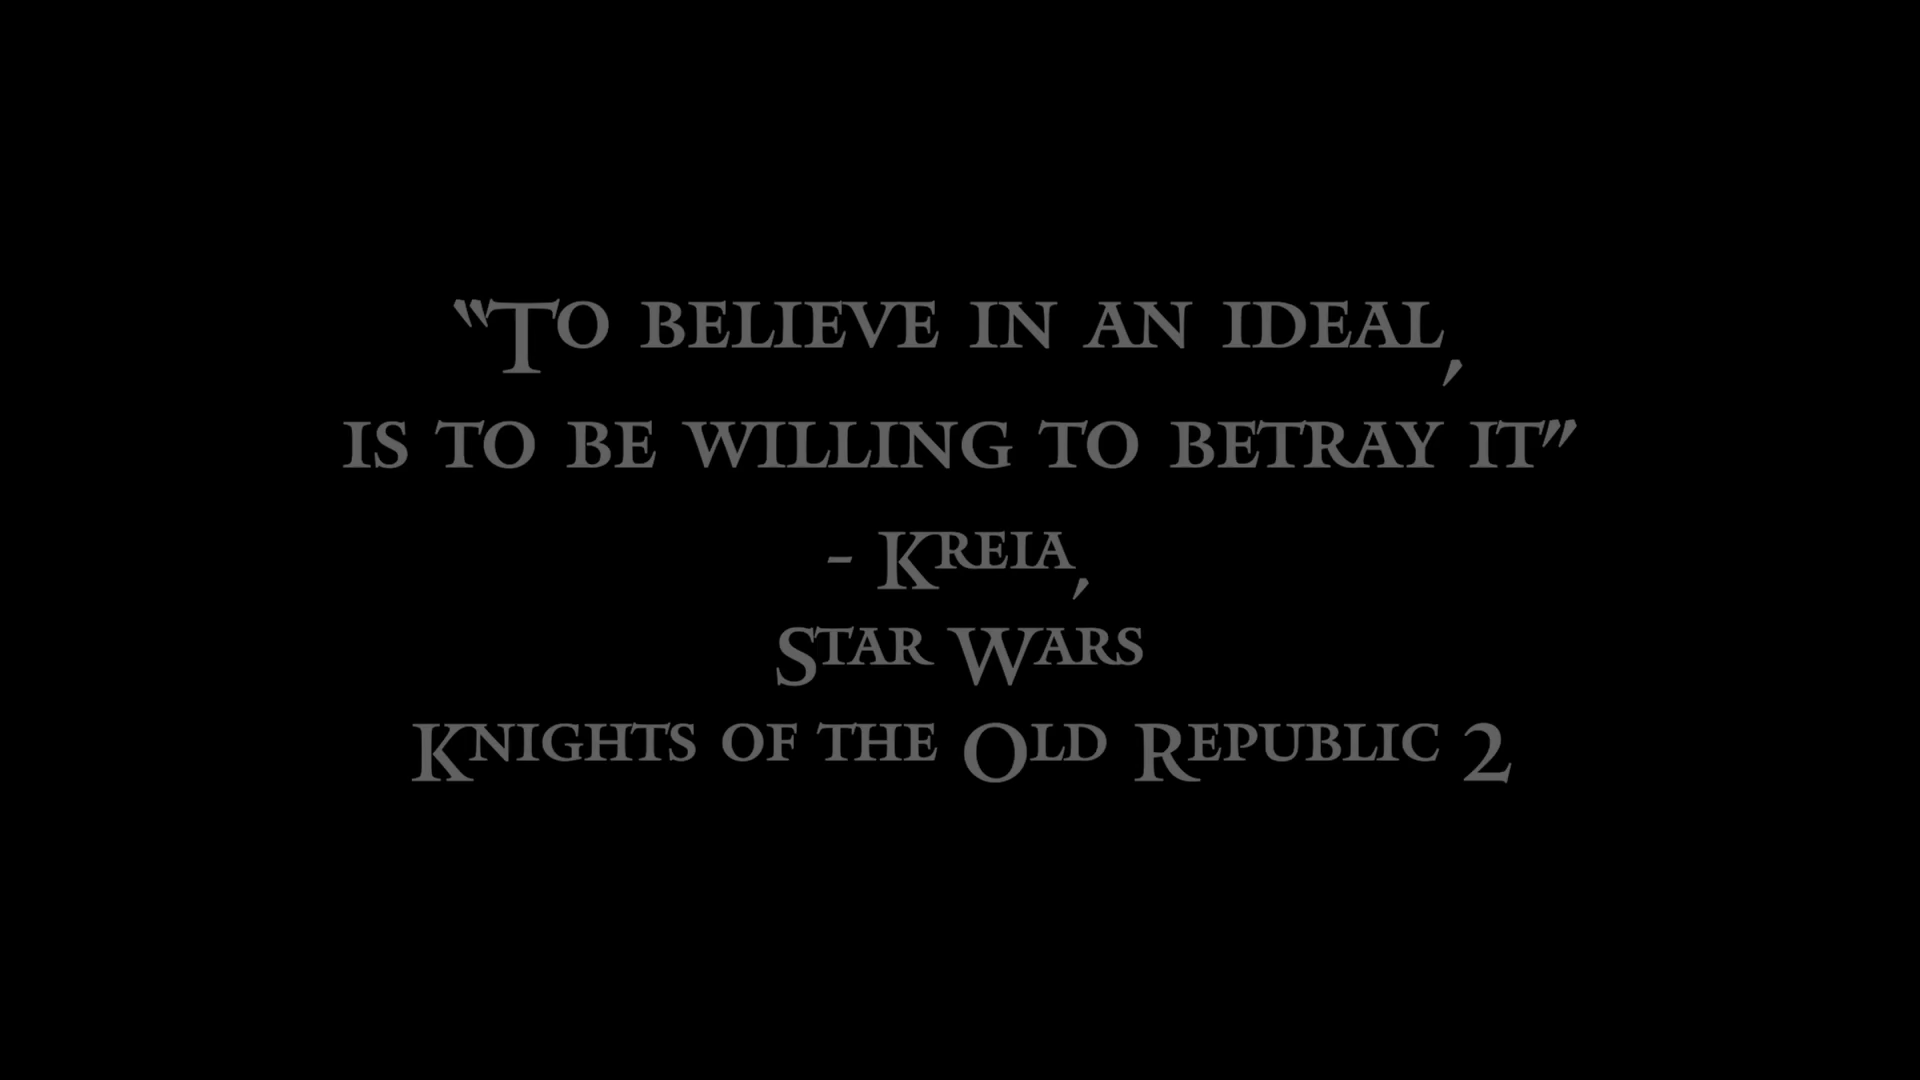 “To believe in an ideal,
is to be willing to betray it”
- Kreia,
Star Wars
Knights of the Old Republic 2